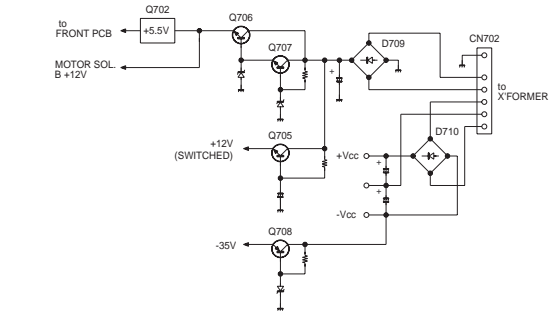 Q702
to
FRONT PCB
+5.5V
Q706
MOTOR SOL:
B +12V
Q707
D709
CN702
to
X'FORMER
+
+12V
(SWITCHED)
Q705
D710
+Vcc
+
+
-Vcc
Q708
-35V